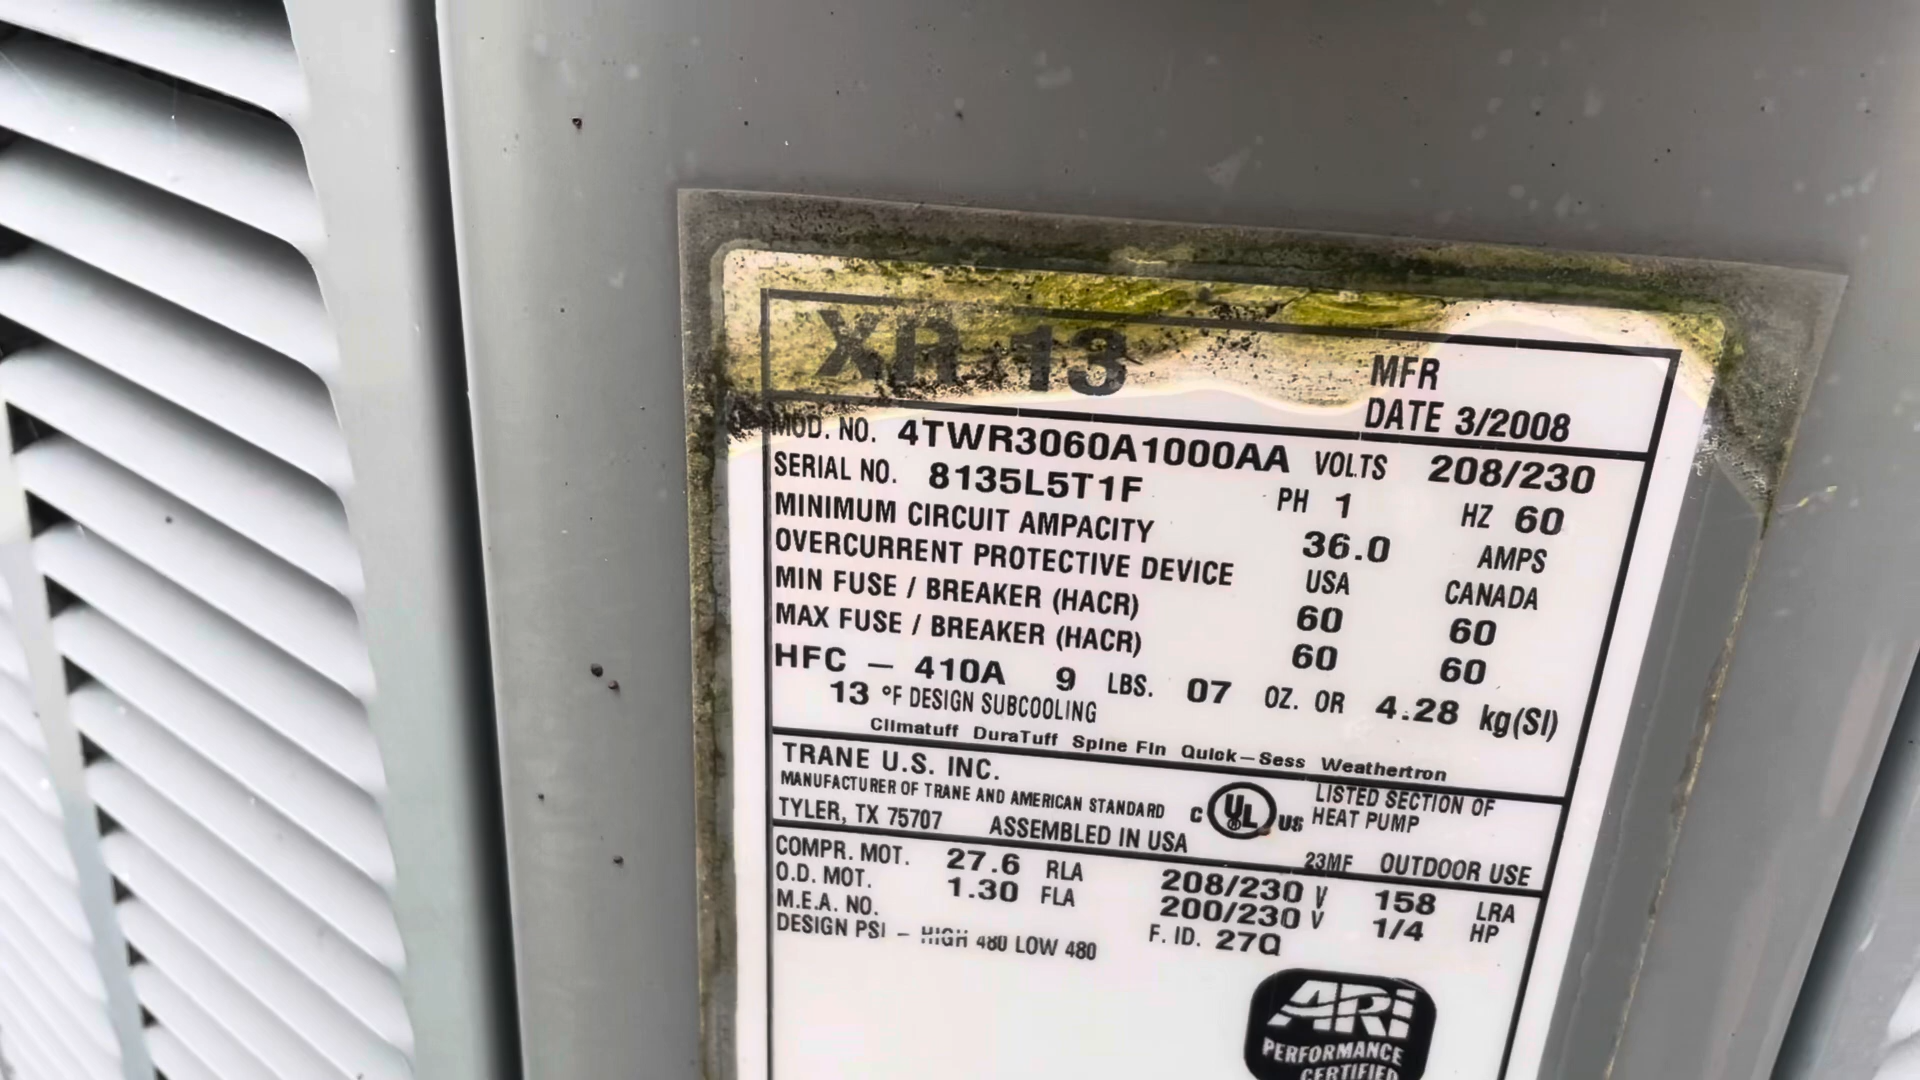 XR 13
MFR
DATE 3/2008
MOD. NO. 4TWR3060A1000AA VOLTS 208/230
SERIAL NO. 8135L5T1F PH 1 HZ 60
MINIMUM CIRCUIT AMPACITY 36.0 AMPS
OVERCURRENT PROTECTIVE DEVICE USA CANADA
MIN FUSE / BREAKER (HACR) 60 60
MAX FUSE / BREAKER (HACR) 60 60
HFC – 410A 9 LBS. 07 OZ. OR 4.28 kg(SI)
13 °F DESIGN SUBCOOLING
Climatuff DuraTuff Spine Fin Quick–Sess Weathertron
TRANE U.S. INC.
MANUFACTURER OF TRANE AND AMERICAN STANDARD
TYLER, TX 75707 ASSEMBLED IN USA
C UL® US LISTED SECTION OF
HEAT PUMP
23MF OUTDOOR USE
COMPR. MOT. 27.6 RLA 208/230 V 158 LRA
O.D. MOT. 1.30 FLA 200/230 V 1/4 HP
M.E.A. NO. F. ID. 27Q
DESIGN PSI – HIGH 480 LOW 480
ARI
PERFORMANCE
CERTIFIED